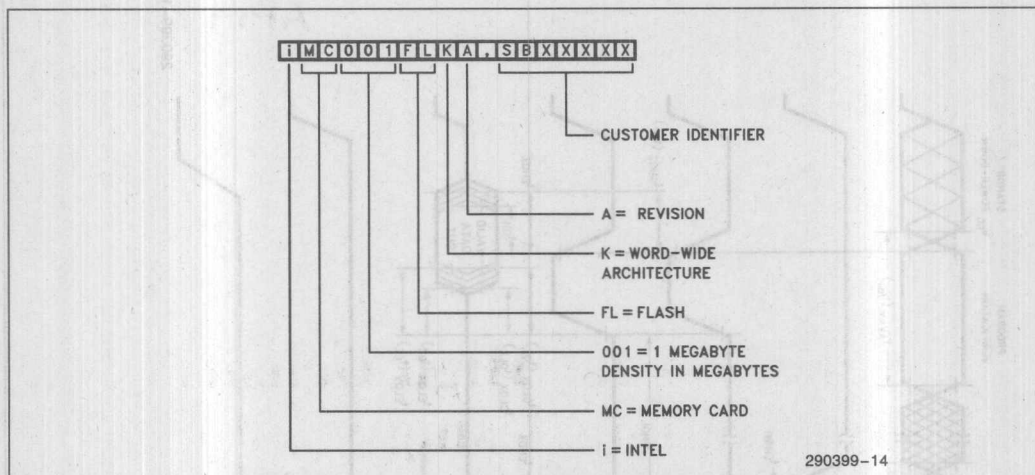 iMC001FLKA,SBXXXXX
CUSTOMER IDENTIFIER
A = REVISION
K = WORD-WIDE
ARCHITECTURE
FL = FLASH
001 = 1 MEGABYTE
DENSITY IN MEGABYTES
MC = MEMORY CARD
i = INTEL
290399-14